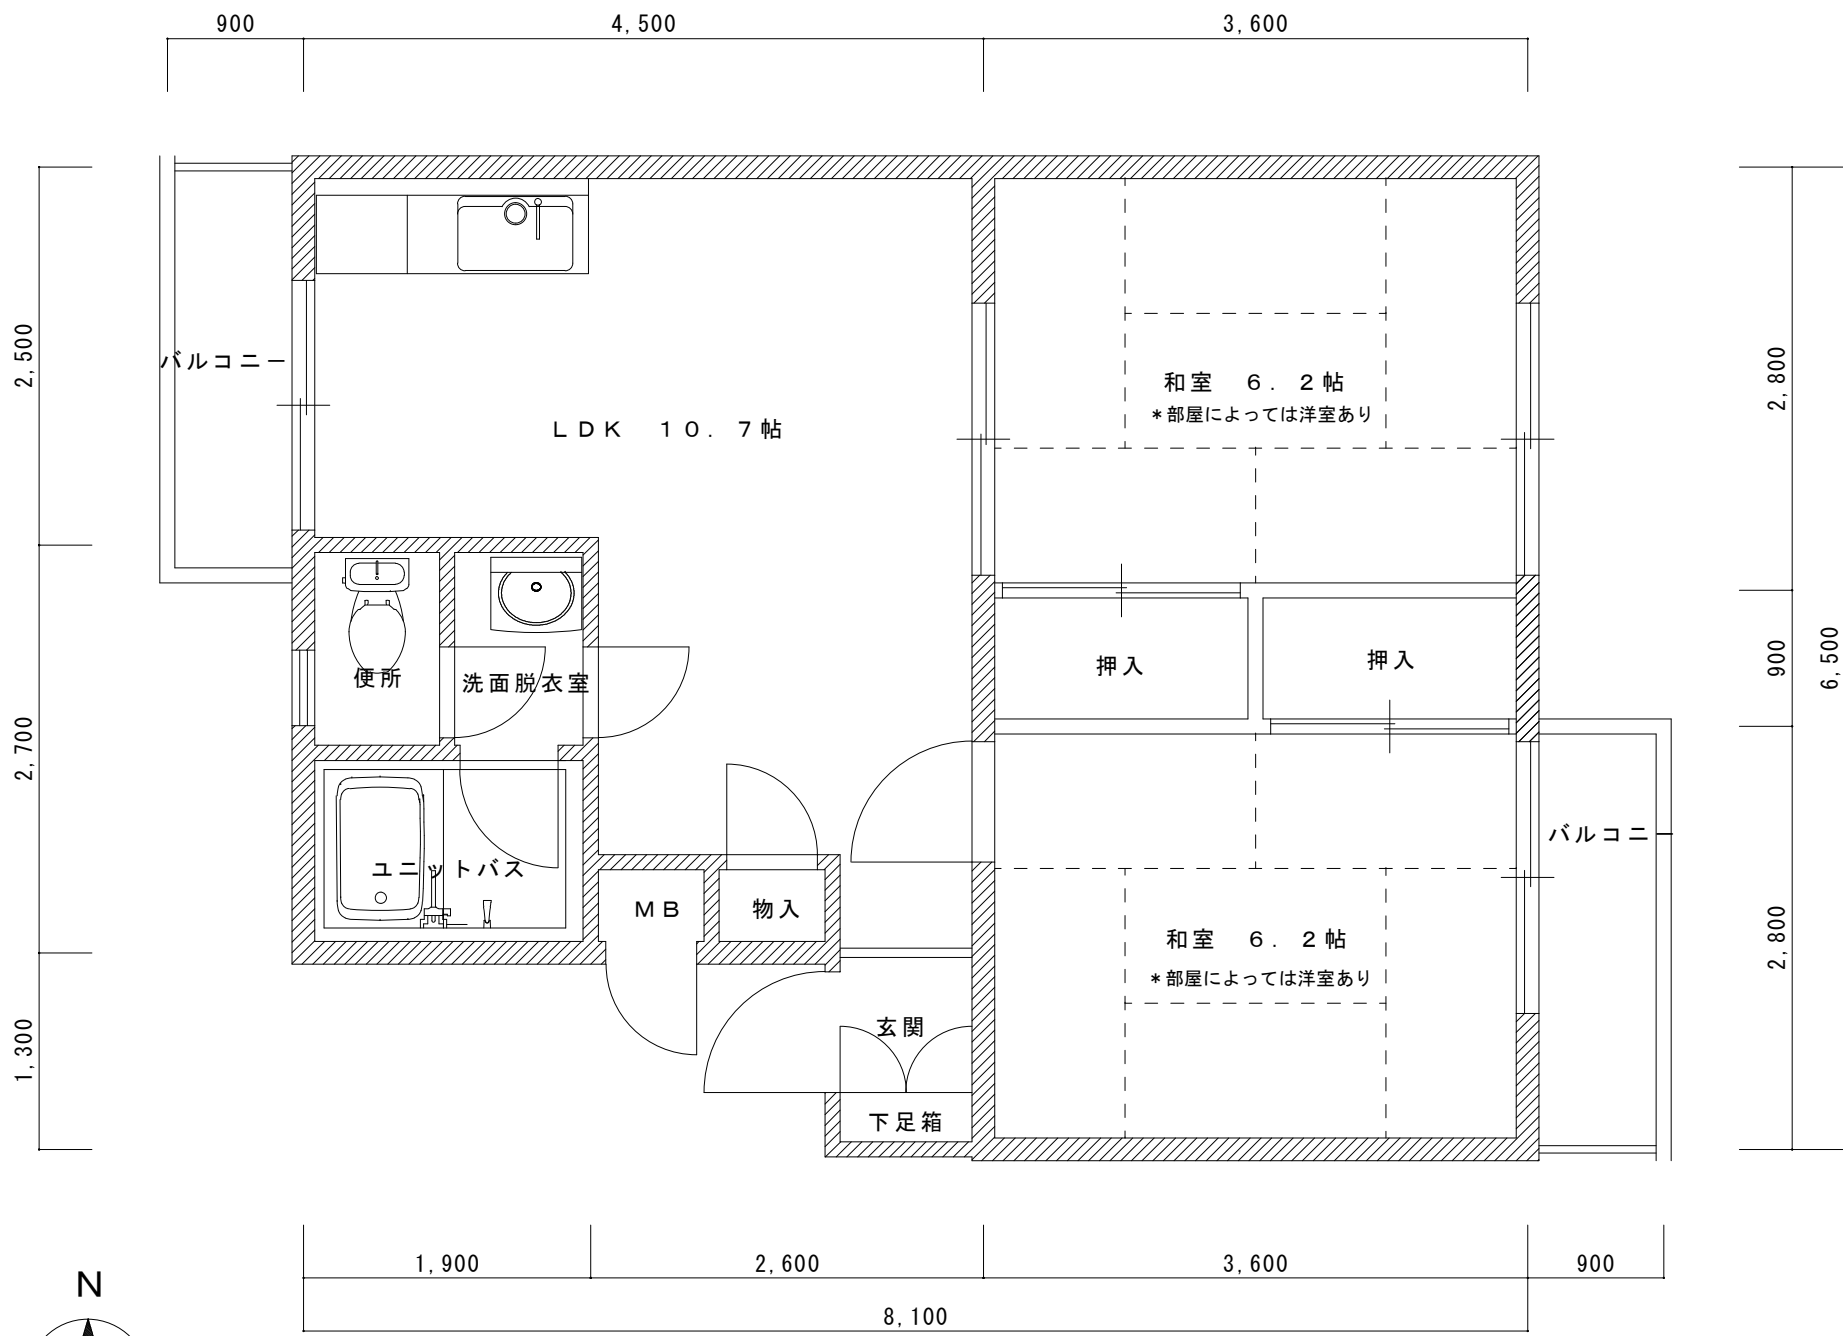 900
4,500
3,600
2,500
バルコニー
LDK 10.7帖
和室 6.2帖
*部屋によっては洋室あり
2,800
便所
洗面脱衣室
押入
押入
900
6,500
2,700
ユニットバス
MB
物入
バルコニー
和室 6.2帖
*部屋によっては洋室あり
2,800
1,300
玄関
下足箱
1,900
2,600
3,600
900
8,100
N